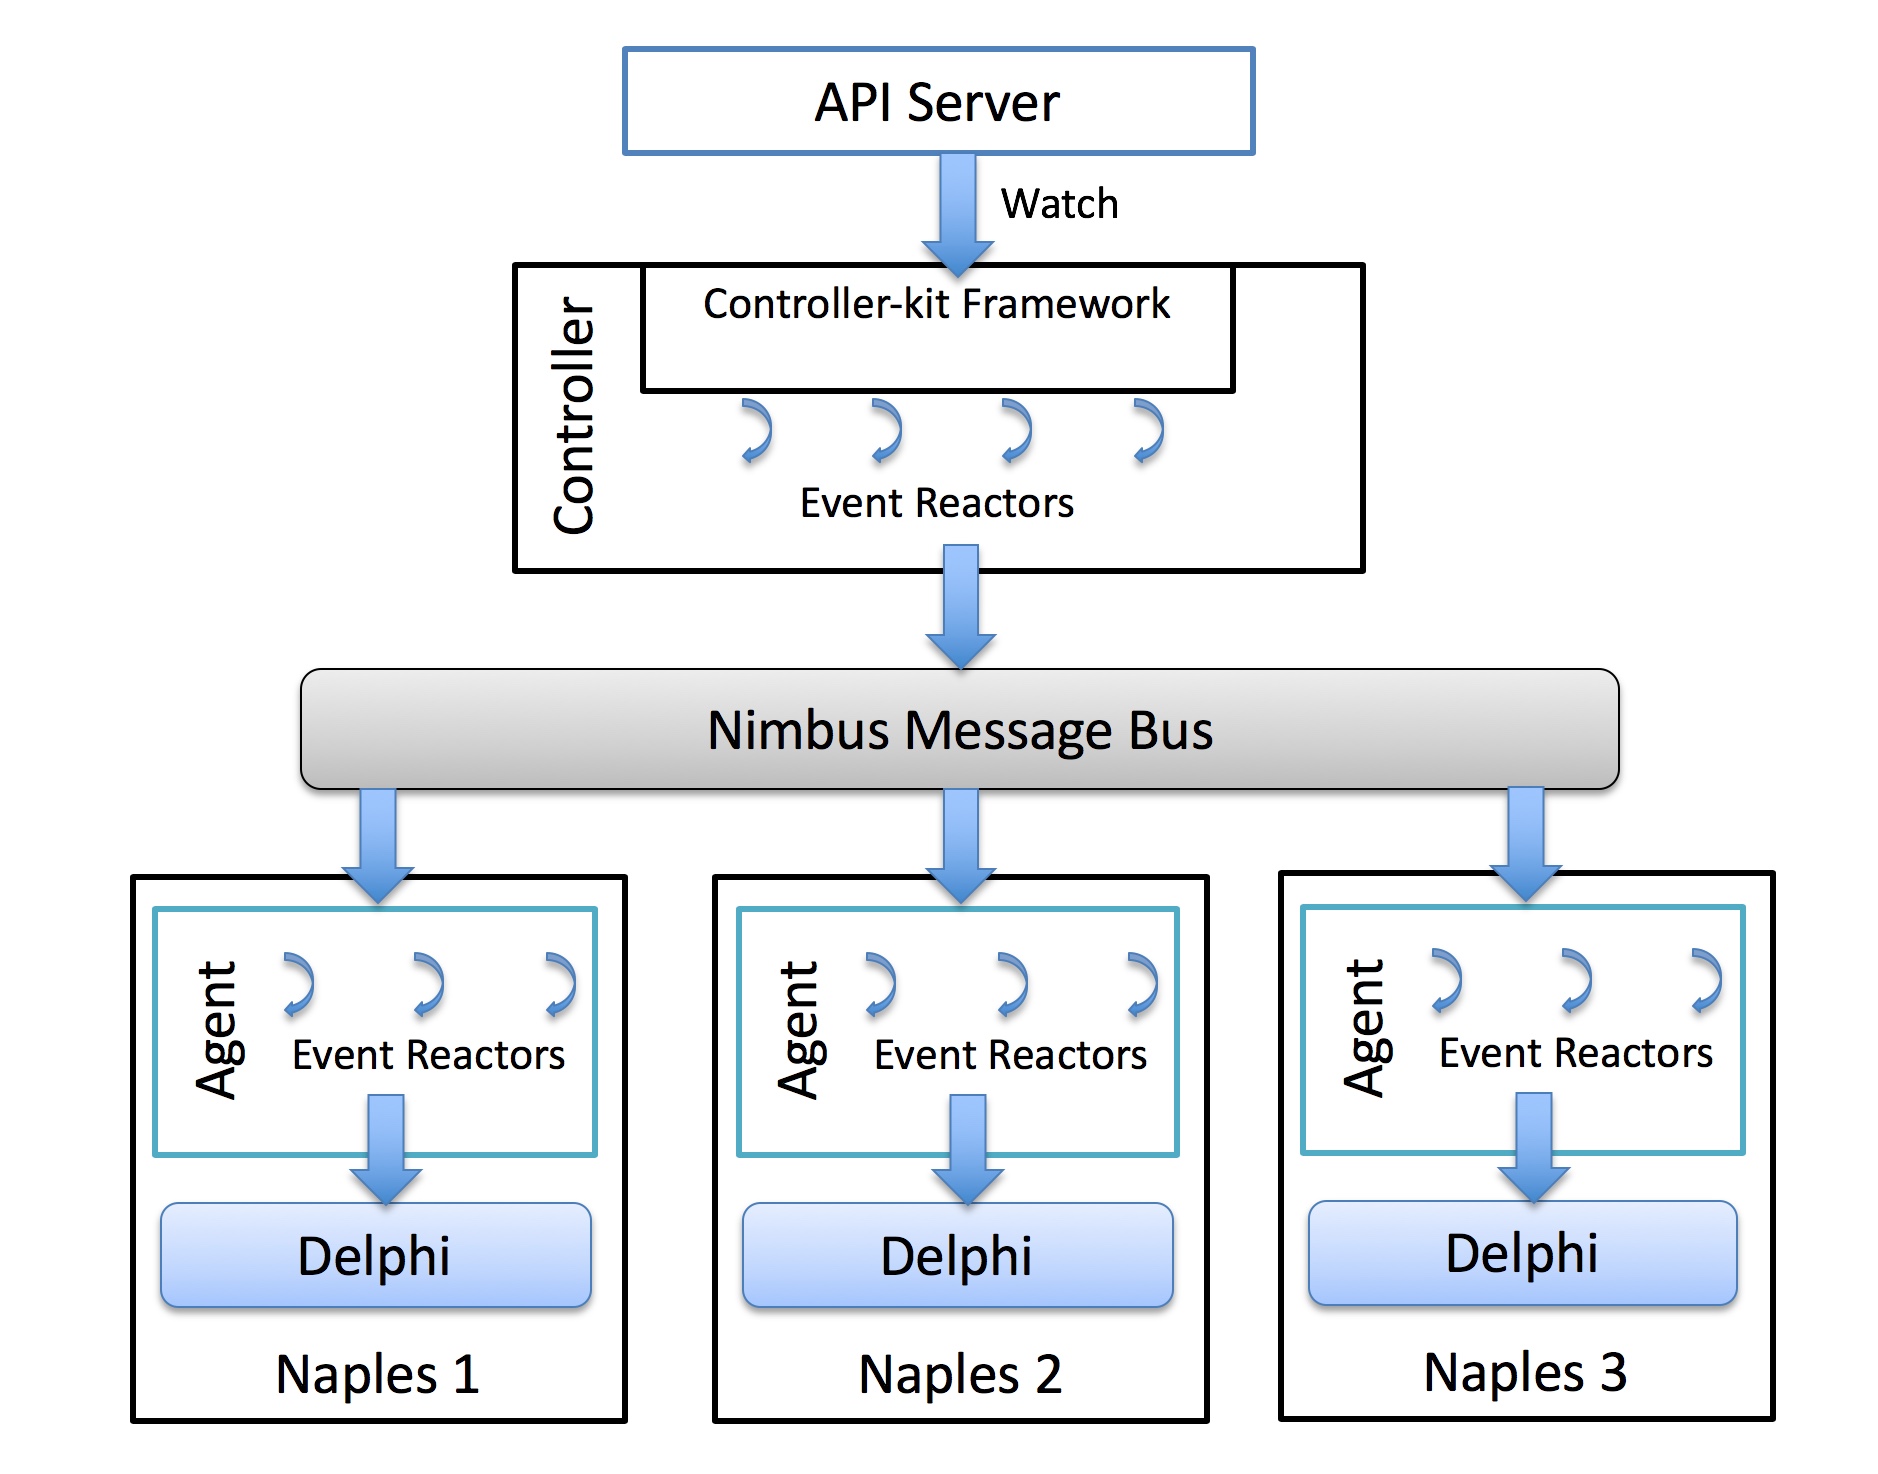 API Server
Watch
Controller-kit Framework
Controller
Event Reactors
Nimbus Message Bus
Agent
Event Reactors
Delphi
Naples 1
Agent
Event Reactors
Delphi
Naples 2
Agent
Event Reactors
Delphi
Naples 3